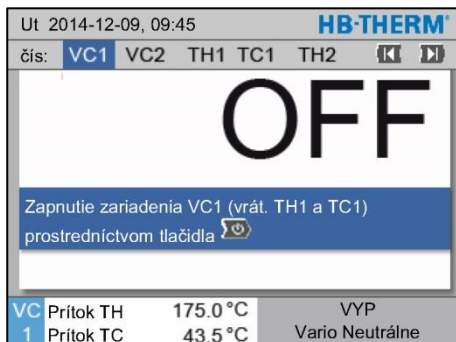 Ut 2014-12-09, 09:45 HB-THERM®
čís: VC1 VC2 TH1 TC1 TH2
OFF
Zapnutie zariadenia VC1 (vrát. TH1 a TC1)
prostredníctvom tlačidla
VC Prítok TH 175.0 °C VYP
1 Prítok TC 43.5 °C Vario Neutrálne